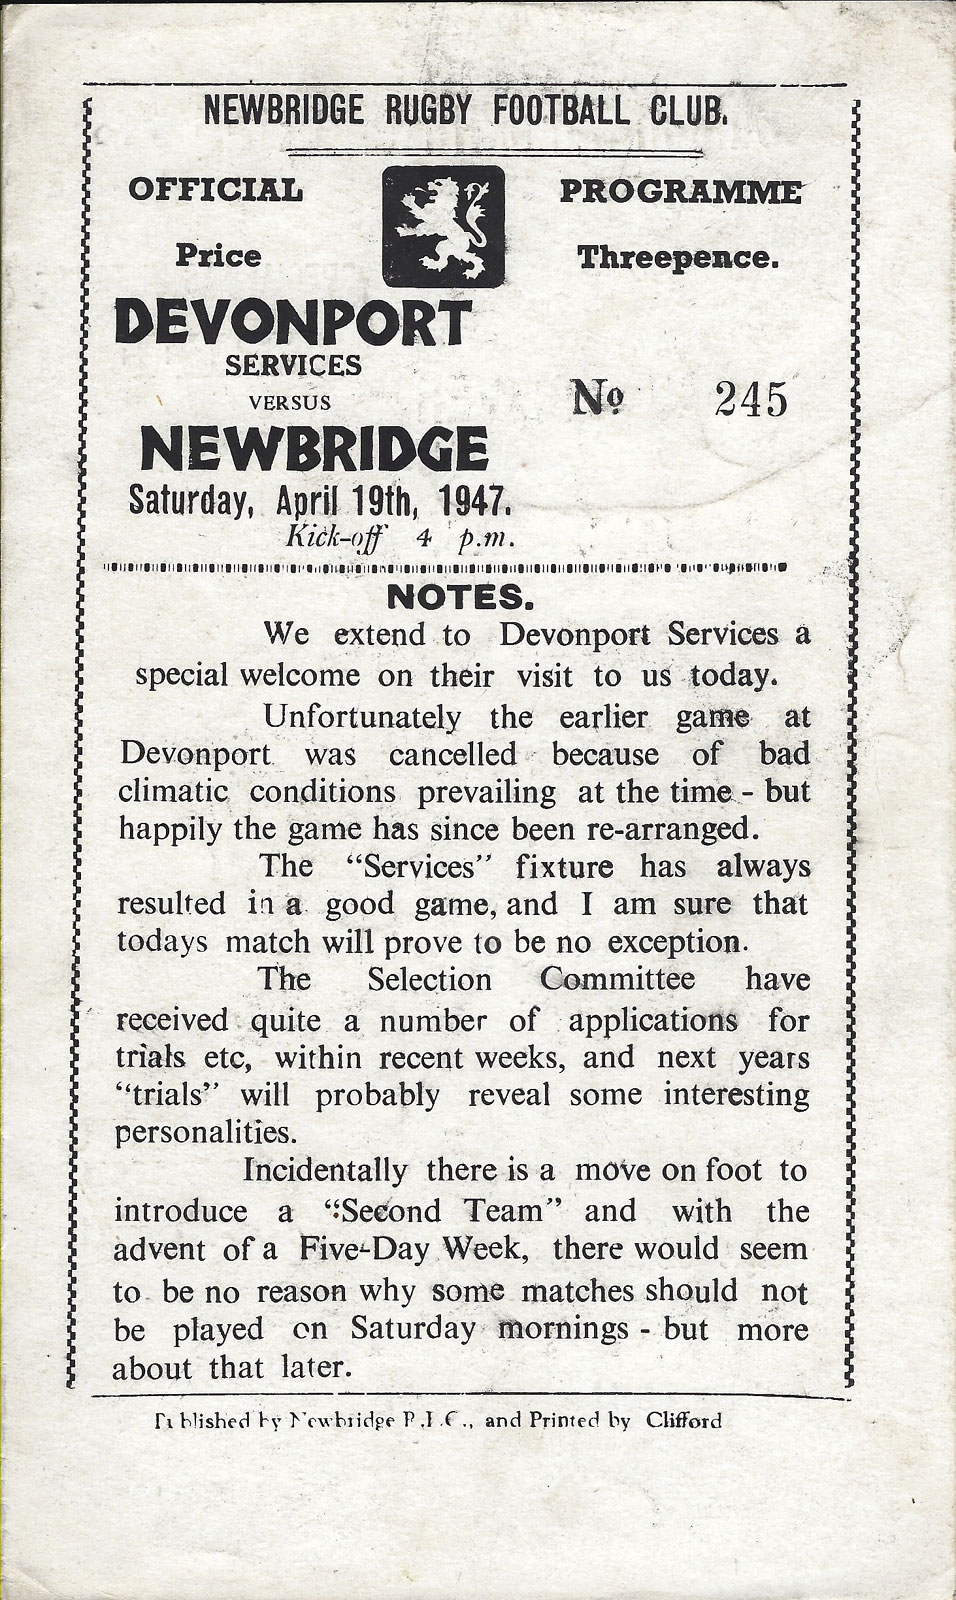 NEWBRIDGE RUGBY FOOTBALL CLUB.
OFFICIAL PROGRAMME
Price Threepence.
DEVONPORT
SERVICES
VERSUS
Nº 245
NEWBRIDGE
Saturday, April 19th, 1947.
Kick-off 4 p.m.
NOTES.
We extend to Devonport Services a
special welcome on their visit to us today.
Unfortunately the earlier game at
Devonport was cancelled because of bad
climatic conditions prevailing at the time - but
happily the game has since been re-arranged.
The “Services” fixture has always
resulted in a good game, and I am sure that
todays match will prove to be no exception.
The Selection Committee have
received quite a number of applications for
trials etc, within recent weeks, and next years
“trials” will probably reveal some interesting
personalities.
Incidentally there is a move on foot to
introduce a “Second Team” and with the
advent of a Five-Day Week, there would seem
to be no reason why some matches should not
be played on Saturday mornings - but more
about that later.
Published by Newbridge R.F.C., and Printed by Clifford